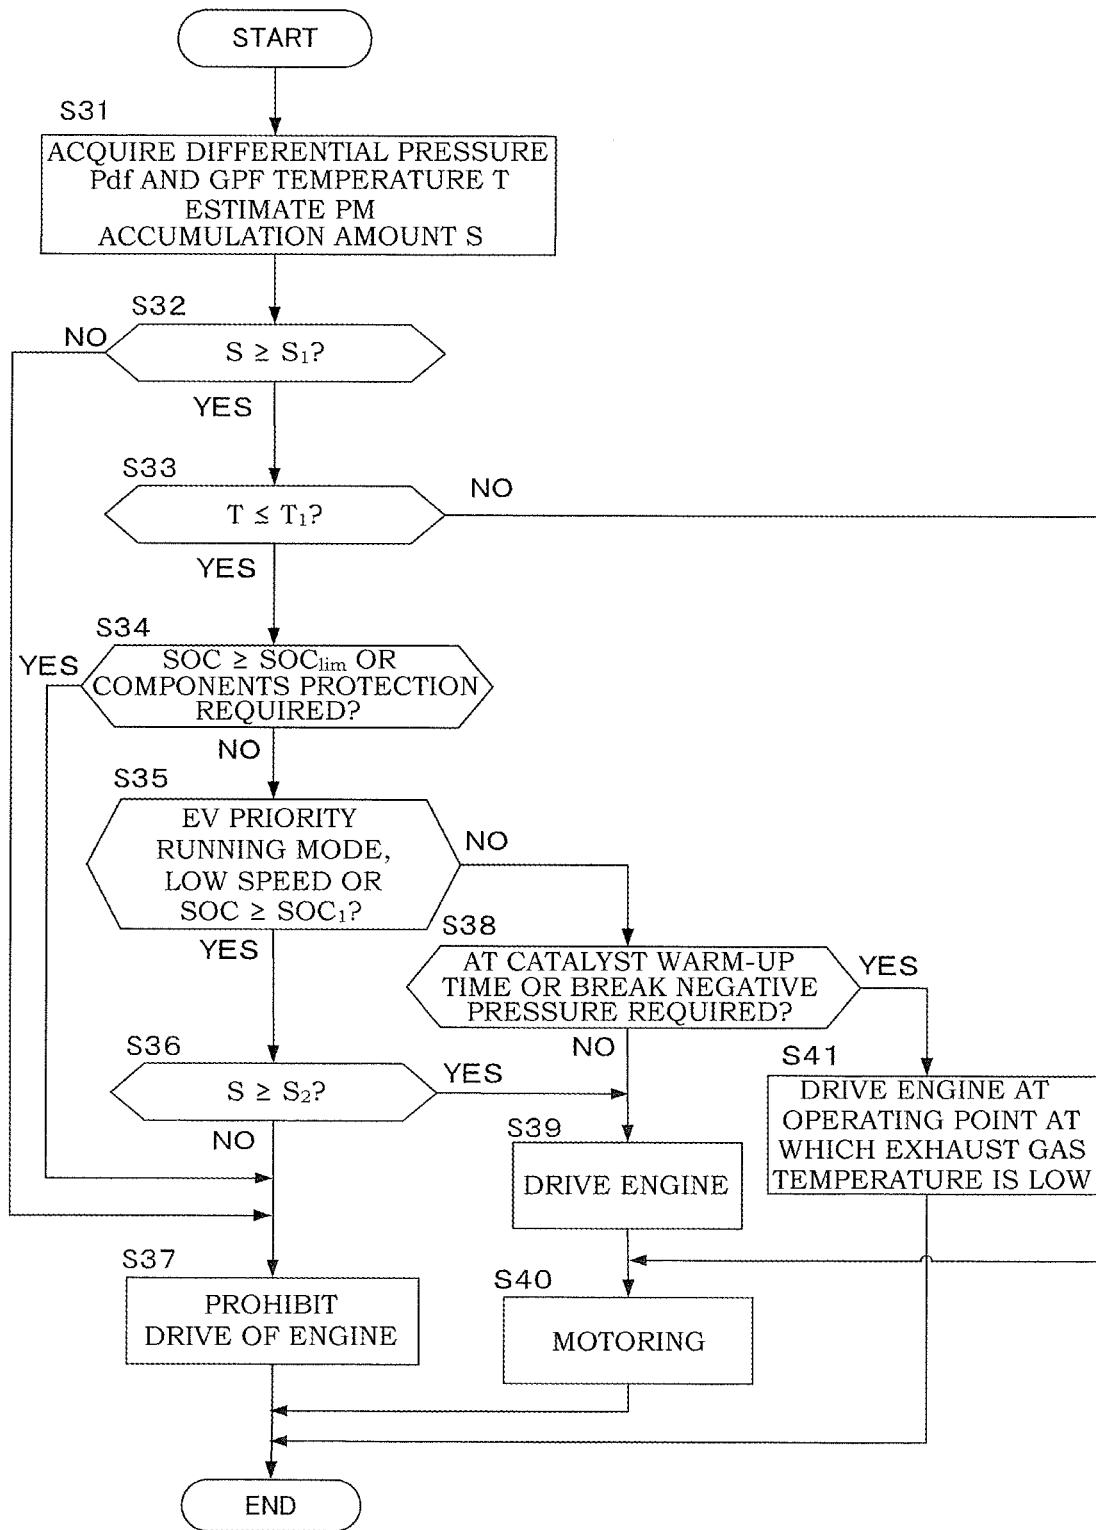 START
S31
ACQUIRE DIFFERENTIAL PRESSURE
Pdf AND GPF TEMPERATURE T
ESTIMATE PM
ACCUMULATION AMOUNT S
S32
NO
S ≥ S₁?
YES
S33
NO
T ≤ T₁?
YES
S34
YES
SOC ≥ SOClim OR
COMPONENTS PROTECTION
REQUIRED?
NO
S35
EV PRIORITY
RUNNING MODE,
LOW SPEED OR
SOC ≥ SOC₁?
NO
YES
S38
AT CATALYST WARM-UP
TIME OR BREAK NEGATIVE
PRESSURE REQUIRED?
YES
NO
S36
S ≥ S₂?
YES
NO
S41
DRIVE ENGINE AT
OPERATING POINT AT
WHICH EXHAUST GAS
TEMPERATURE IS LOW
S39
DRIVE ENGINE
S37
PROHIBIT
DRIVE OF ENGINE
S40
MOTORING
END